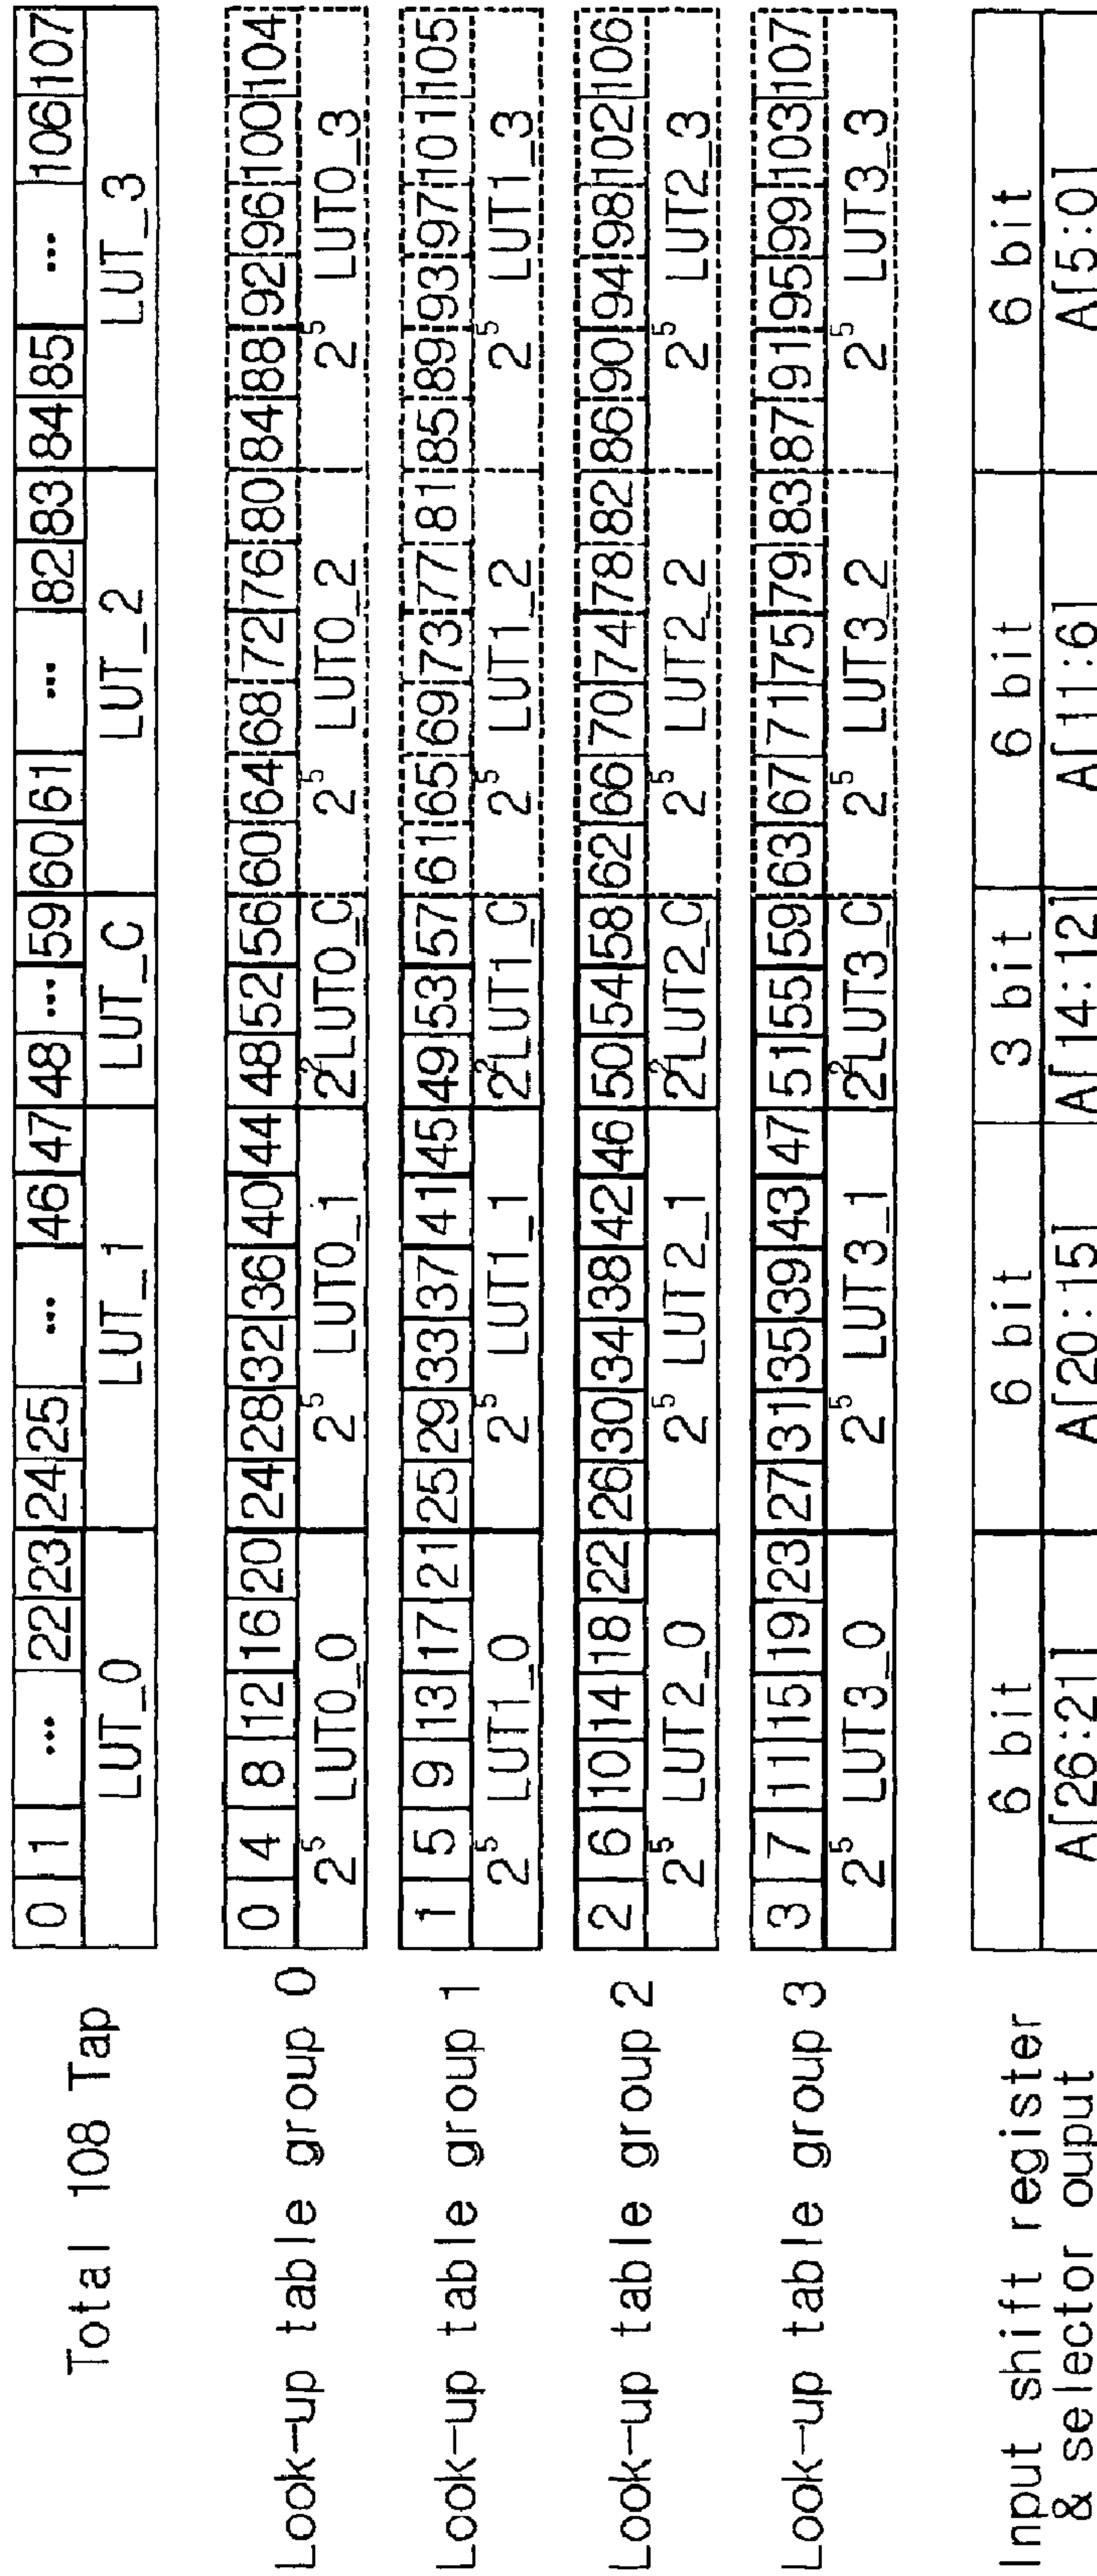 Total 108 Tap
0 1 ... 22 23 24 25 ... 46 47 48 ... 59 60 61 ... 82 83 84 85 ... 106 107
LUT_0 LUT_1 LUT_C LUT_2 LUT_3
Look-up table group 0
0 4 8 12 16 20 24 28 32 36 40 44 48 52 56 60 64 68 72 76 80 84 88 92 96 100 104
2⁵ LUT0_0 2⁵ LUT0_1 2² LUT0_C 2⁵ LUT0_2 2⁵ LUT0_3
Look-up table group 1
1 5 9 13 17 21 25 29 33 37 41 45 49 53 57 61 65 69 73 77 81 85 89 93 97 101 105
2⁵ LUT1_0 2⁵ LUT1_1 2² LUT1_C 2⁵ LUT1_2 2⁵ LUT1_3
Look-up table group 2
2 6 10 14 18 22 26 30 34 38 42 46 50 54 58 62 66 70 74 78 82 86 90 94 98 102 106
2⁵ LUT2_0 2⁵ LUT2_1 2² LUT2_C 2⁵ LUT2_2 2⁵ LUT2_3
Look-up table group 3
3 7 11 15 19 23 27 31 35 39 43 47 51 55 59 63 67 71 75 79 83 87 91 95 99 103 107
2⁵ LUT3_0 2⁵ LUT3_1 2² LUT3_C 2⁵ LUT3_2 2⁵ LUT3_3
Input shift register
& selector ouput
6 bit 6 bit 3 bit 6 bit 6 bit
A[26:21] A[20:15] A[14:12] A[11:6] A[5:0]